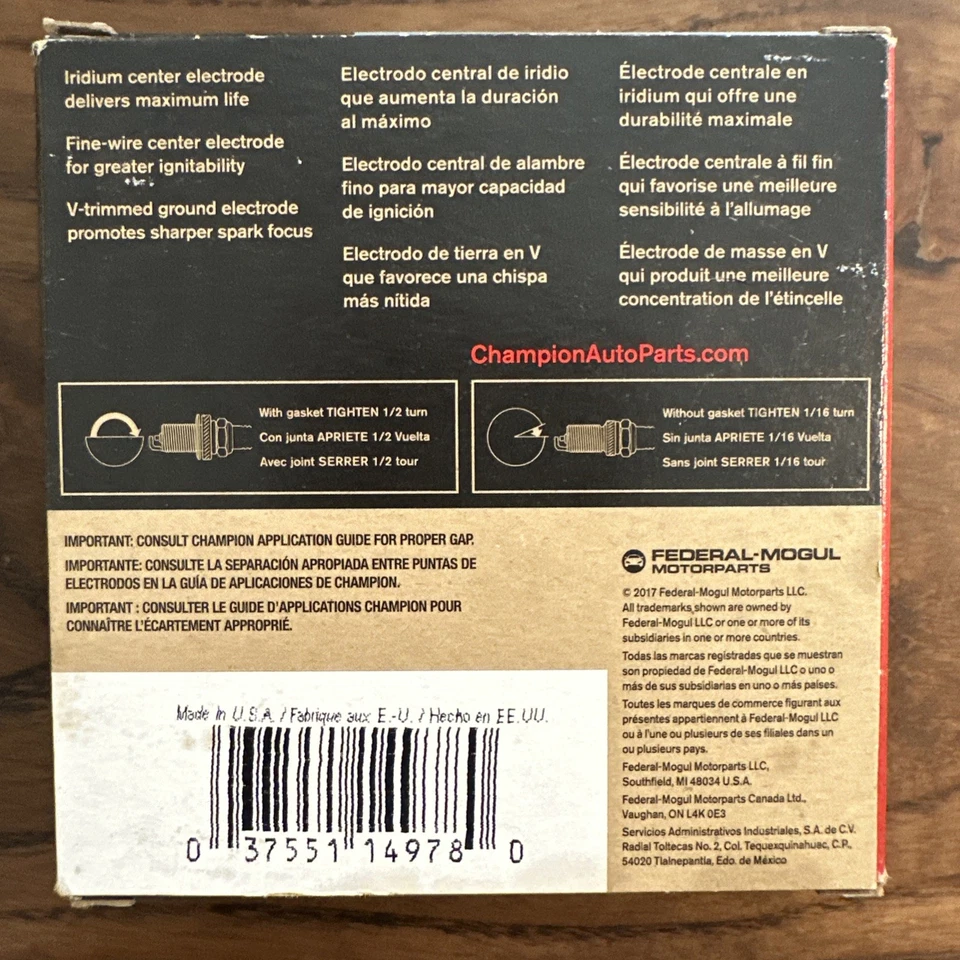 Iridium center electrode
delivers maximum life
Fine-wire center electrode
for greater ignitability
V-trimmed ground electrode
promotes sharper spark focus
Electrodo central de iridio
que aumenta la duración
al máximo
Electrodo central de alambre
fino para mayor capacidad
de ignición
Electrodo de tierra en V
que favorece una chispa
más nítida
Électrode centrale en
iridium qui offre une
durabilité maximale
Électrode centrale à fil fin
qui favorise une meilleure
sensibilité à l'allumage
Électrode de masse en V
qui produit une meilleure
concentration de l'étincelle
ChampionAutoParts.com
With gasket TIGHTEN 1/2 turn
Con junta APRIETE 1/2 Vuelta
Avec joint SERRER 1/2 tour
Without gasket TIGHTEN 1/16 turn
Sin junta APRIETE 1/16 Vuelta
Sans joint SERRER 1/16 tour
IMPORTANT: CONSULT CHAMPION APPLICATION GUIDE FOR PROPER GAP.
IMPORTANTE: CONSULTE LA SEPARACIÓN APROPIADA ENTRE PUNTAS DE
ELECTRODOS EN LA GUÍA DE APLICACIONES DE CHAMPION.
IMPORTANT : CONSULTER LE GUIDE D'APPLICATIONS CHAMPION POUR
CONNAÎTRE L'ÉCARTEMENT APPROPRIÉ.
Made in U.S.A. / Fabrique aux E.-U. / Hecho en EE.UU.
0 37551 14978 0
FEDERAL-MOGUL
MOTORPARTS
© 2017 Federal-Mogul Motorparts LLC.
All trademarks shown are owned by
Federal-Mogul LLC or one or more of its
subsidiaries in one or more countries.
Todas las marcas registradas que se muestran
son propiedad de Federal-Mogul LLC o uno o
más de sus subsidiarias en uno o más países.
Toutes les marques de commerce figurant aux
présentes appartiennent à Federal-Mogul LLC
ou à l'une ou plusieurs de ses filiales dans un
ou plusieurs pays.
Federal-Mogul Motorparts LLC,
Southfield, MI 48034 U.S.A.
Federal-Mogul Motorparts Canada Ltd.,
Vaughan, ON L4K 0E3
Servicios Administrativos Industriales, S.A. de C.V.
Radial Toltecas No. 2, Col. Tequexquinahuac, C.P.,
54020 Tlalnepantla, Edo. de México